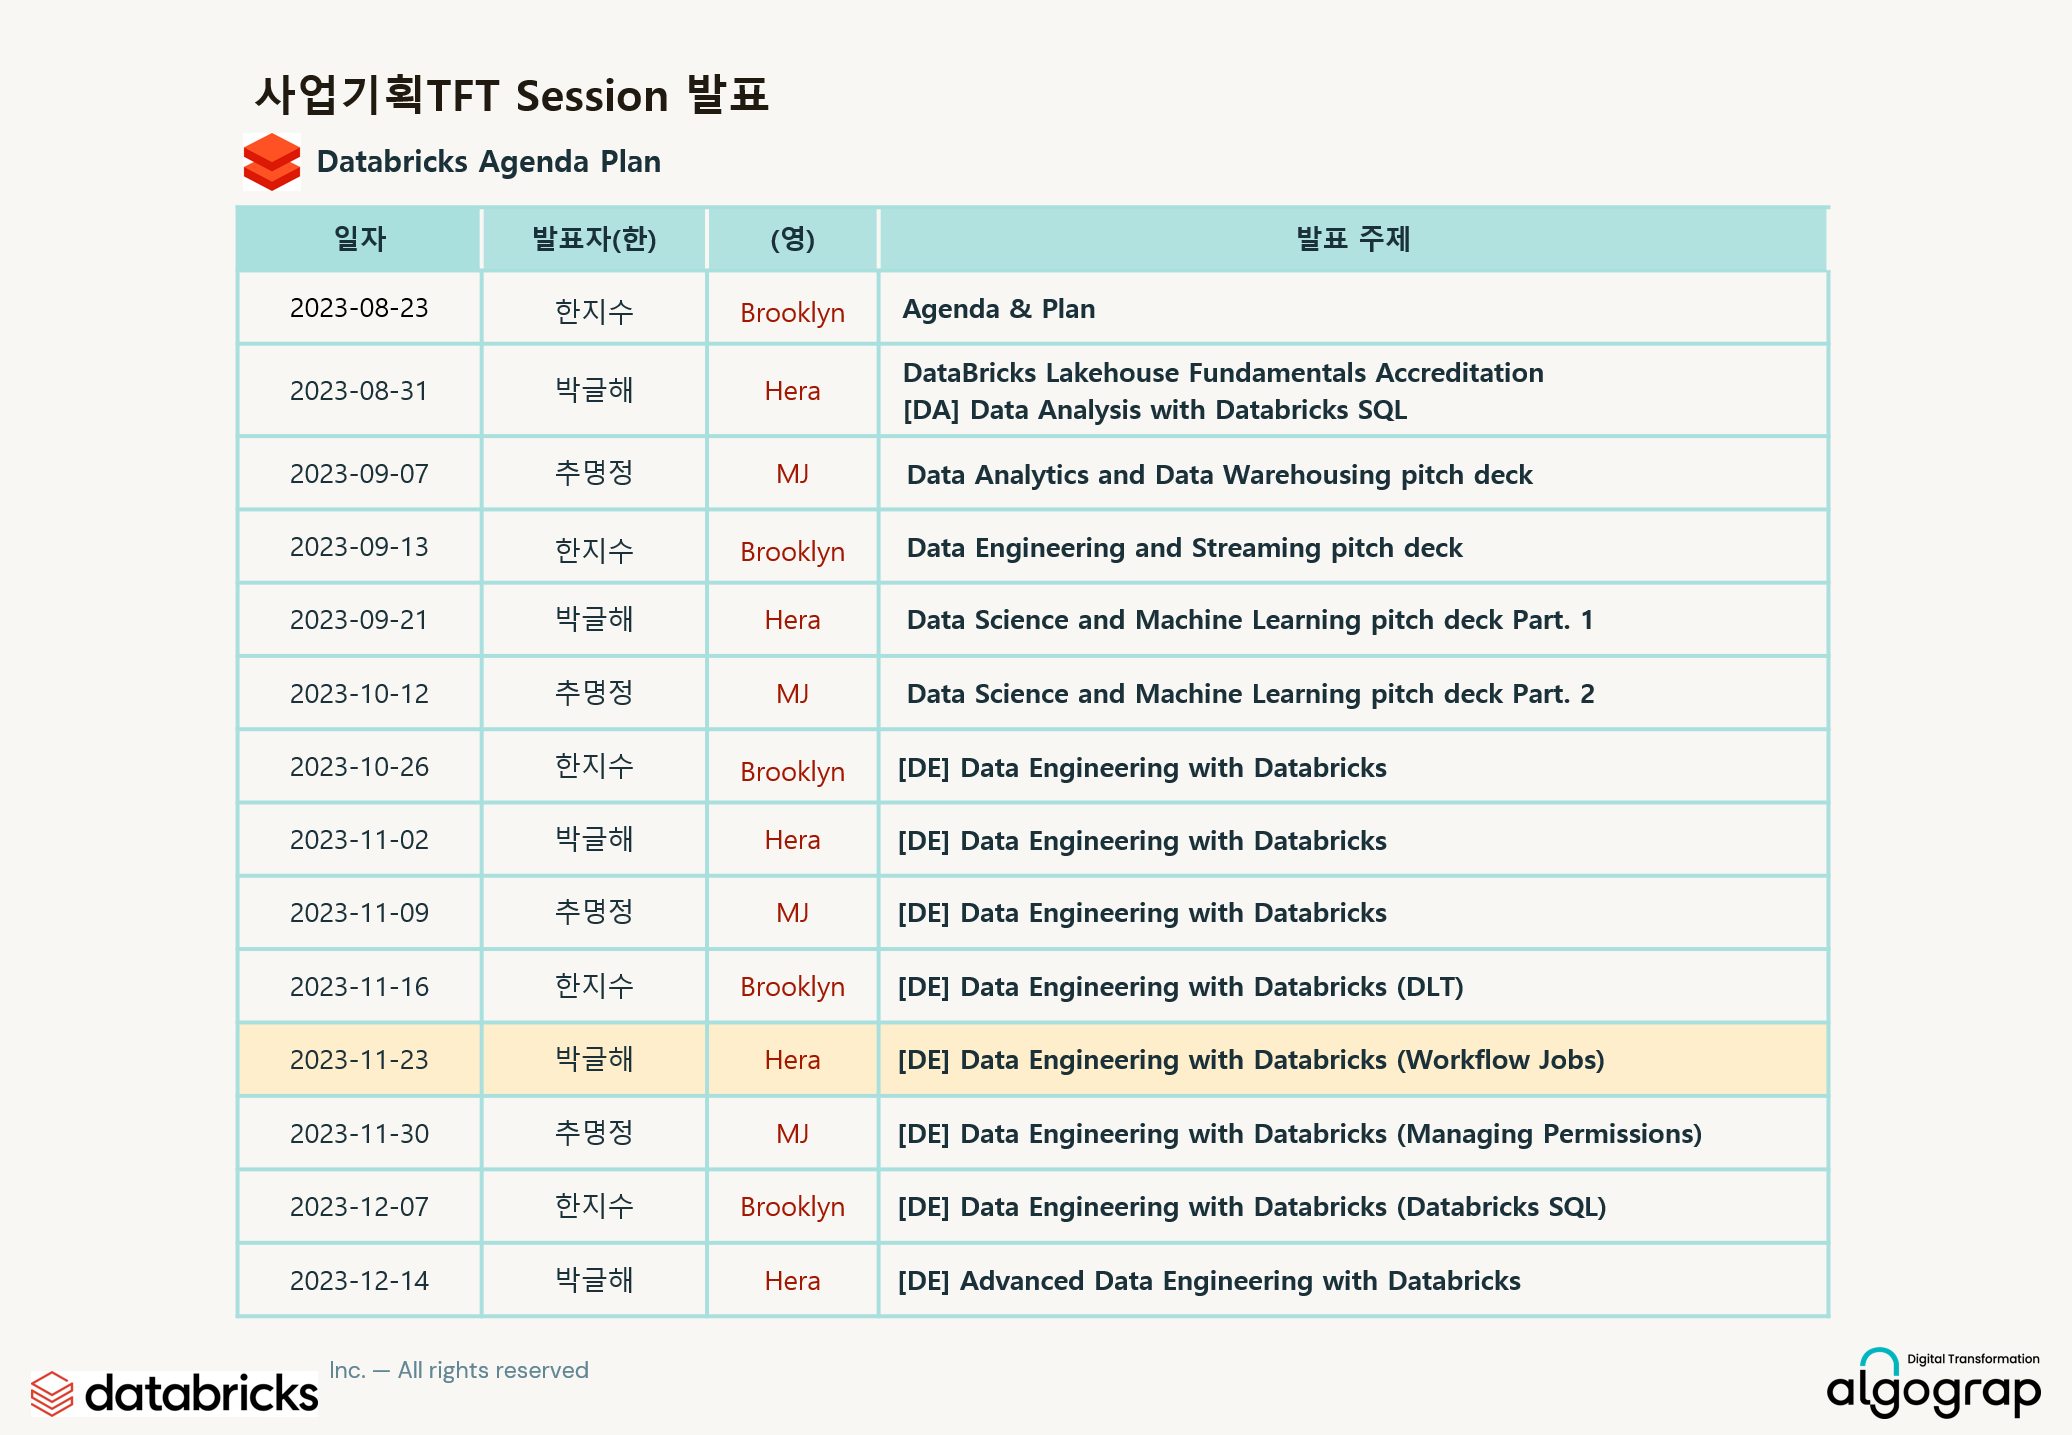 사업기획TFT Session 발표
Databricks Agenda Plan
일자 발표자(한) (영) 발표 주제
2023-08-23 한지수 Brooklyn Agenda & Plan
2023-08-31 박글해 Hera DataBricks Lakehouse Fundamentals Accreditation
[DA] Data Analysis with Databricks SQL
2023-09-07 추명정 MJ Data Analytics and Data Warehousing pitch deck
2023-09-13 한지수 Brooklyn Data Engineering and Streaming pitch deck
2023-09-21 박글해 Hera Data Science and Machine Learning pitch deck Part. 1
2023-10-12 추명정 MJ Data Science and Machine Learning pitch deck Part. 2
2023-10-26 한지수 Brooklyn [DE] Data Engineering with Databricks
2023-11-02 박글해 Hera [DE] Data Engineering with Databricks
2023-11-09 추명정 MJ [DE] Data Engineering with Databricks
2023-11-16 한지수 Brooklyn [DE] Data Engineering with Databricks (DLT)
2023-11-23 박글해 Hera [DE] Data Engineering with Databricks (Workflow Jobs)
2023-11-30 추명정 MJ [DE] Data Engineering with Databricks (Managing Permissions)
2023-12-07 한지수 Brooklyn [DE] Data Engineering with Databricks (Databricks SQL)
2023-12-14 박글해 Hera [DE] Advanced Data Engineering with Databricks
databricks Inc. — All rights reserved
Digital Transformation
algograp